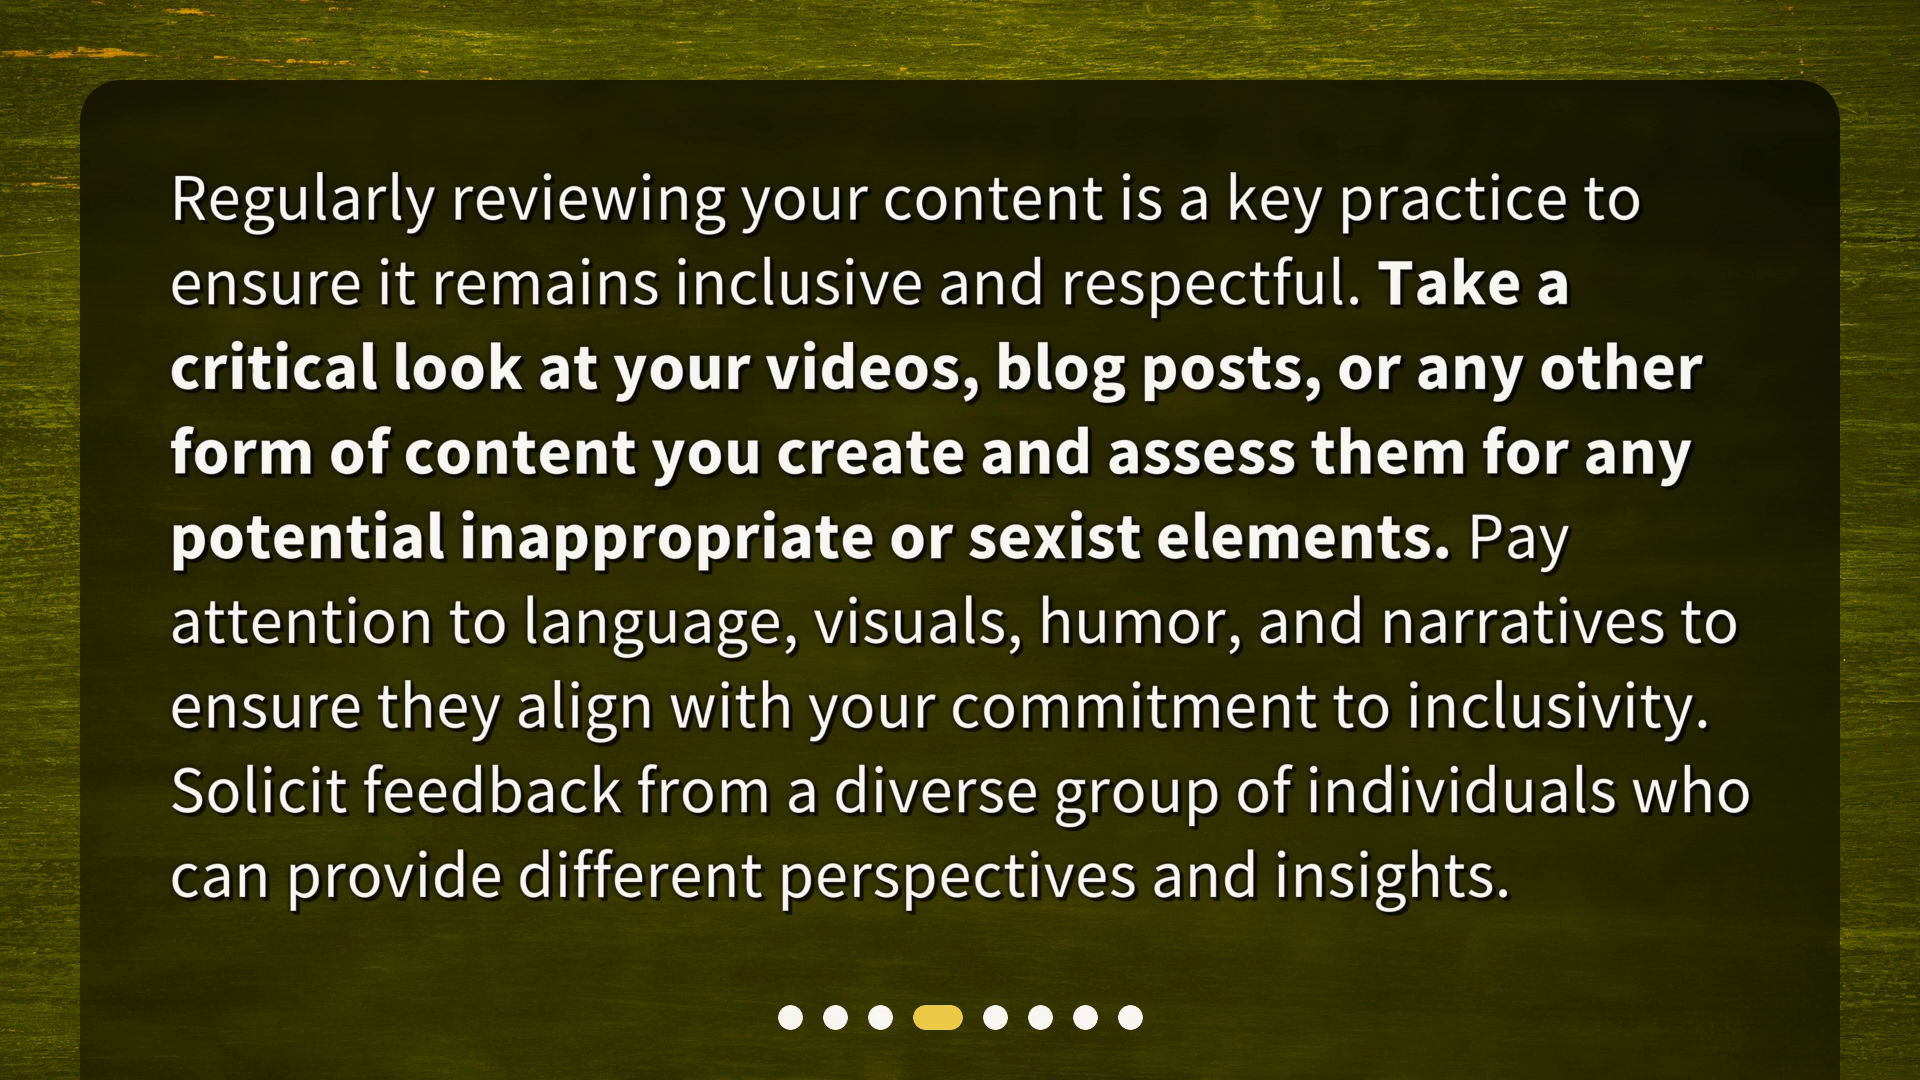 Regularly reviewing your content is a key practice to
ensure it remains inclusive and respectful. Take a
critical look at your videos, blog posts, or any other
form of content you create and assess them for any
potential inappropriate or sexist elements. Pay
attention to language, visuals, humor, and narratives to
ensure they align with your commitment to inclusivity.
Solicit feedback from a diverse group of individuals who
can provide different perspectives and insights.